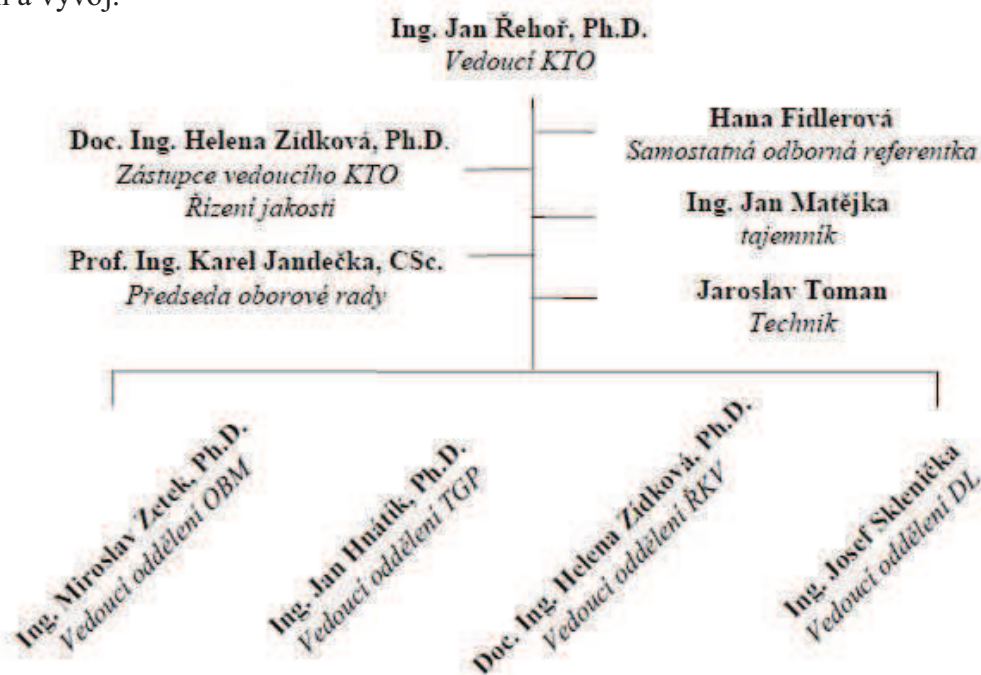 a vývoj.
Ing. Jan Řehoř, Ph.D.
Vedoucí KTO
Doc. Ing. Helena Zídková, Ph.D.
Zástupce vedoucího KTO
Řízení jakosti
Prof. Ing. Karel Jandečka, CSc.
Předseda oborové rady
Hana Fidlerová
Samostatná odborná referentka
Ing. Jan Matějka
tajemník
Jaroslav Toman
Technik
Ing. Miroslav Zetek, Ph.D.
Vedoucí oddělení OBM
Ing. Jan Hnátík, Ph.D.
Vedoucí oddělení TGP
Doc. Ing. Helena Zídková, Ph.D.
Vedoucí oddělení ŘKV
Ing. Josef Sklenička
Vedoucí oddělení DL